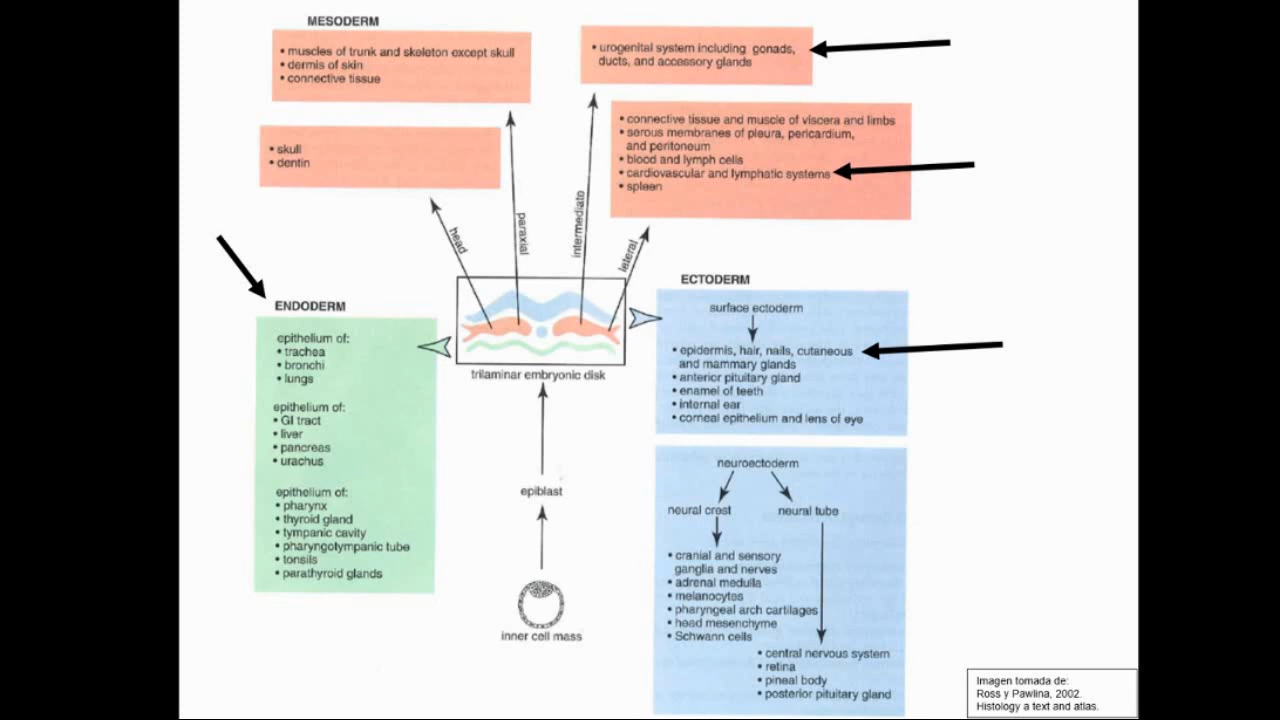 MESODERM
• muscles of trunk and skeleton except skull
• dermis of skin
• connective tissue
• urogenital system including gonads,
ducts, and accessory glands
• skull
• dentin
• connective tissue and muscle of viscera and limbs
• serous membranes of pleura, pericardium,
and peritoneum
• blood and lymph cells
• cardiovascular and lymphatic systems
• spleen
head
paraxial
intermediate
lateral
ENDODERM
epithelium of:
• trachea
• bronchi
• lungs
epithelium of:
• GI tract
• liver
• pancreas
• urachus
epithelium of:
• pharynx
• thyroid gland
• tympanic cavity
• pharyngotympanic tube
• tonsils
• parathyroid glands
trilaminar embryonic disk
epiblast
inner cell mass
ECTODERM
surface ectoderm
• epidermis, hair, nails, cutaneous
and mammary glands
• anterior pituitary gland
• enamel of teeth
• internal ear
• corneal epithelium and lens of eye
neuroectoderm
neural crest
neural tube
• cranial and sensory
ganglia and nerves
• adrenal medulla
• melanocytes
• pharyngeal arch cartilages
• head mesenchyme
• Schwann cells
• central nervous system
• retina
• pineal body
• posterior pituitary gland
Imagen tomada de:
Ross y Pawlina, 2002.
Histology a text and atlas.